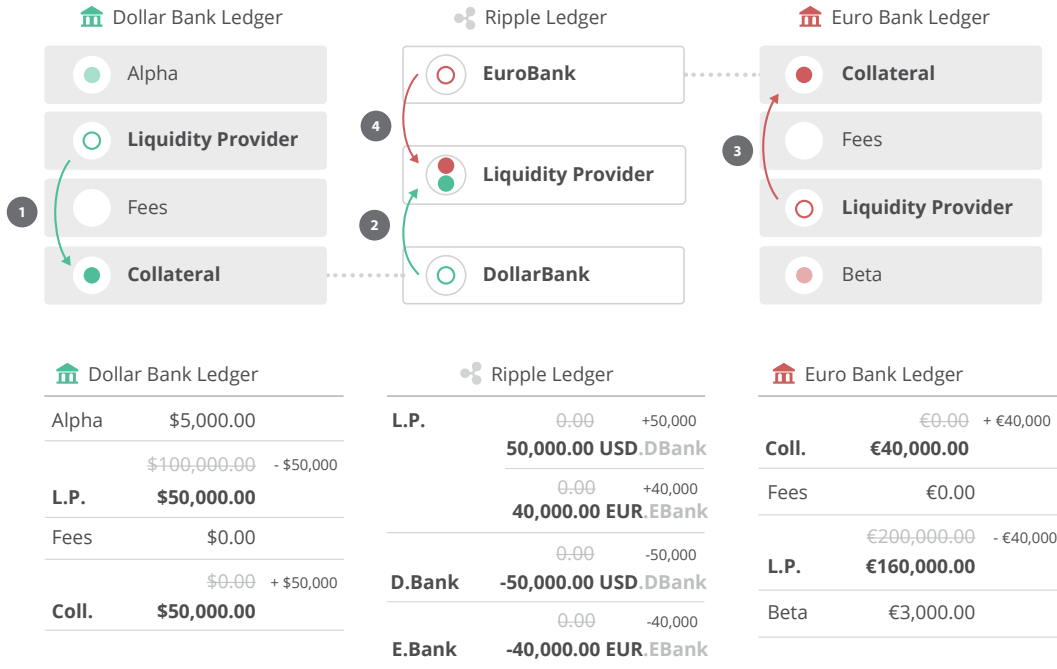 Dollar Bank Ledger
Alpha
Liquidity Provider
Fees
Collateral
1
Ripple Ledger
EuroBank
4
Liquidity Provider
2
DollarBank
Euro Bank Ledger
Collateral
Fees
3
Liquidity Provider
Beta
Dollar Bank Ledger
Alpha $5,000.00
$100,000.00 - $50,000
L.P. $50,000.00
Fees $0.00
$0.00 + $50,000
Coll. $50,000.00
Ripple Ledger
L.P. 0.00 +50,000
50,000.00 USD.DBank
0.00 +40,000
40,000.00 EUR.EBank
0.00 -50,000
D.Bank -50,000.00 USD.DBank
0.00 -40,000
E.Bank -40,000.00 EUR.EBank
Euro Bank Ledger
€0.00 + €40,000
Coll. €40,000.00
Fees €0.00
€200,000.00 - €40,000
L.P. €160,000.00
Beta €3,000.00